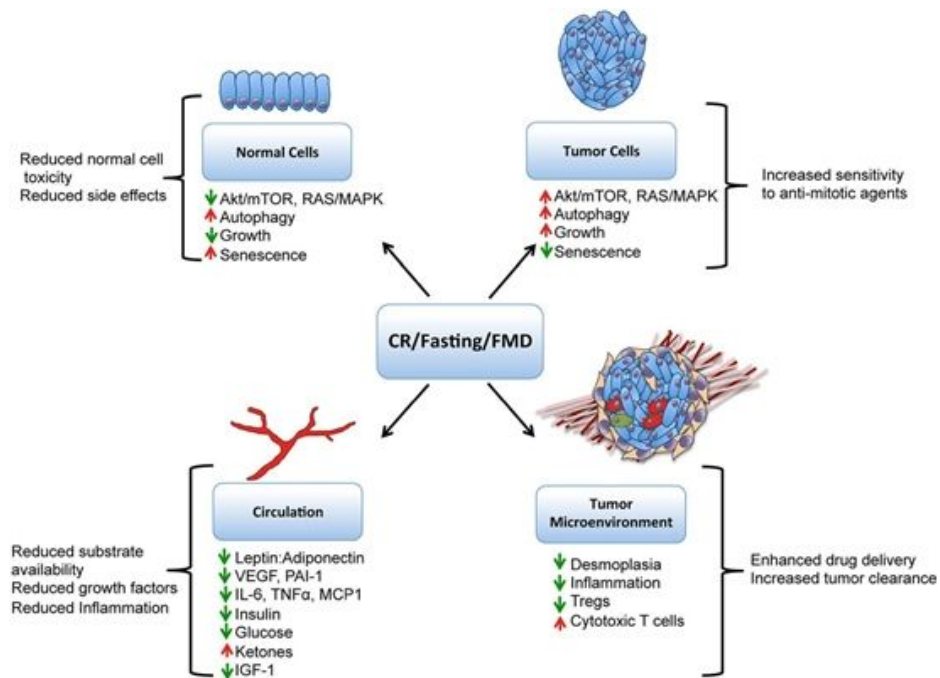 Normal Cells
Reduced normal cell
toxicity
Reduced side effects
Akt/mTOR, RAS/MAPK
Autophagy
Growth
Senescence
Tumor Cells
Akt/mTOR, RAS/MAPK
Autophagy
Growth
Senescence
Increased sensitivity
to anti-mitotic agents
CR/Fasting/FMD
Circulation
Reduced substrate
availability
Reduced growth factors
Reduced Inflammation
Leptin:Adiponectin
VEGF, PAI-1
IL-6, TNFα, MCP1
Insulin
Glucose
Ketones
IGF-1
Tumor
Microenvironment
Desmoplasia
Inflammation
Tregs
Cytotoxic T cells
Enhanced drug delivery
Increased tumor clearance